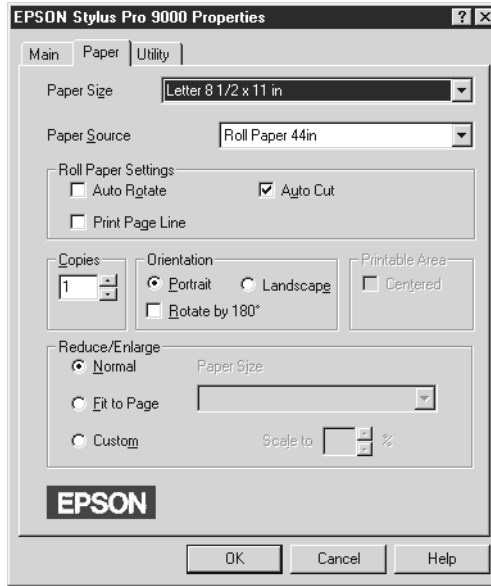 EPSON Stylus Pro 9000 Properties
Main Paper Utility
Paper Size Letter 8 1/2 x 11 in
Paper Source Roll Paper 44in
Roll Paper Settings
Auto Rotate Auto Cut
Print Page Line
Copies Orientation Printable Area
1 Portrait Landscape Centered
Rotate by 180°
Reduce/Enlarge
Normal Paper Size
Fit to Page
Custom Scale to %
EPSON
OK Cancel Help